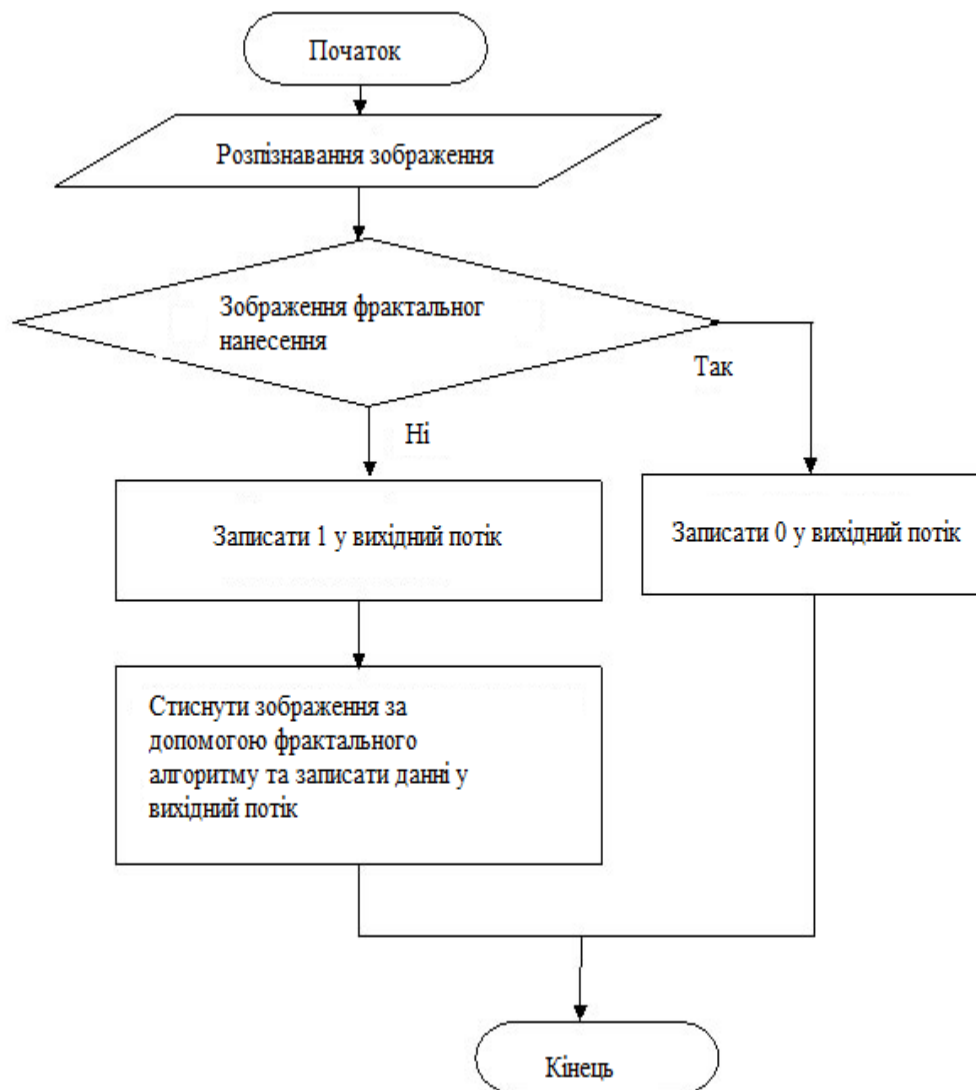 Початок
Розпізнавання зображення
Зображення фрактального
нанесення
Так
Ні
Записати 1 у вихідний потік
Записати 0 у вихідний потік
Стиснути зображення за
допомогою фрактального
алгоритму та записати данні у
вихідний потік
Кінець